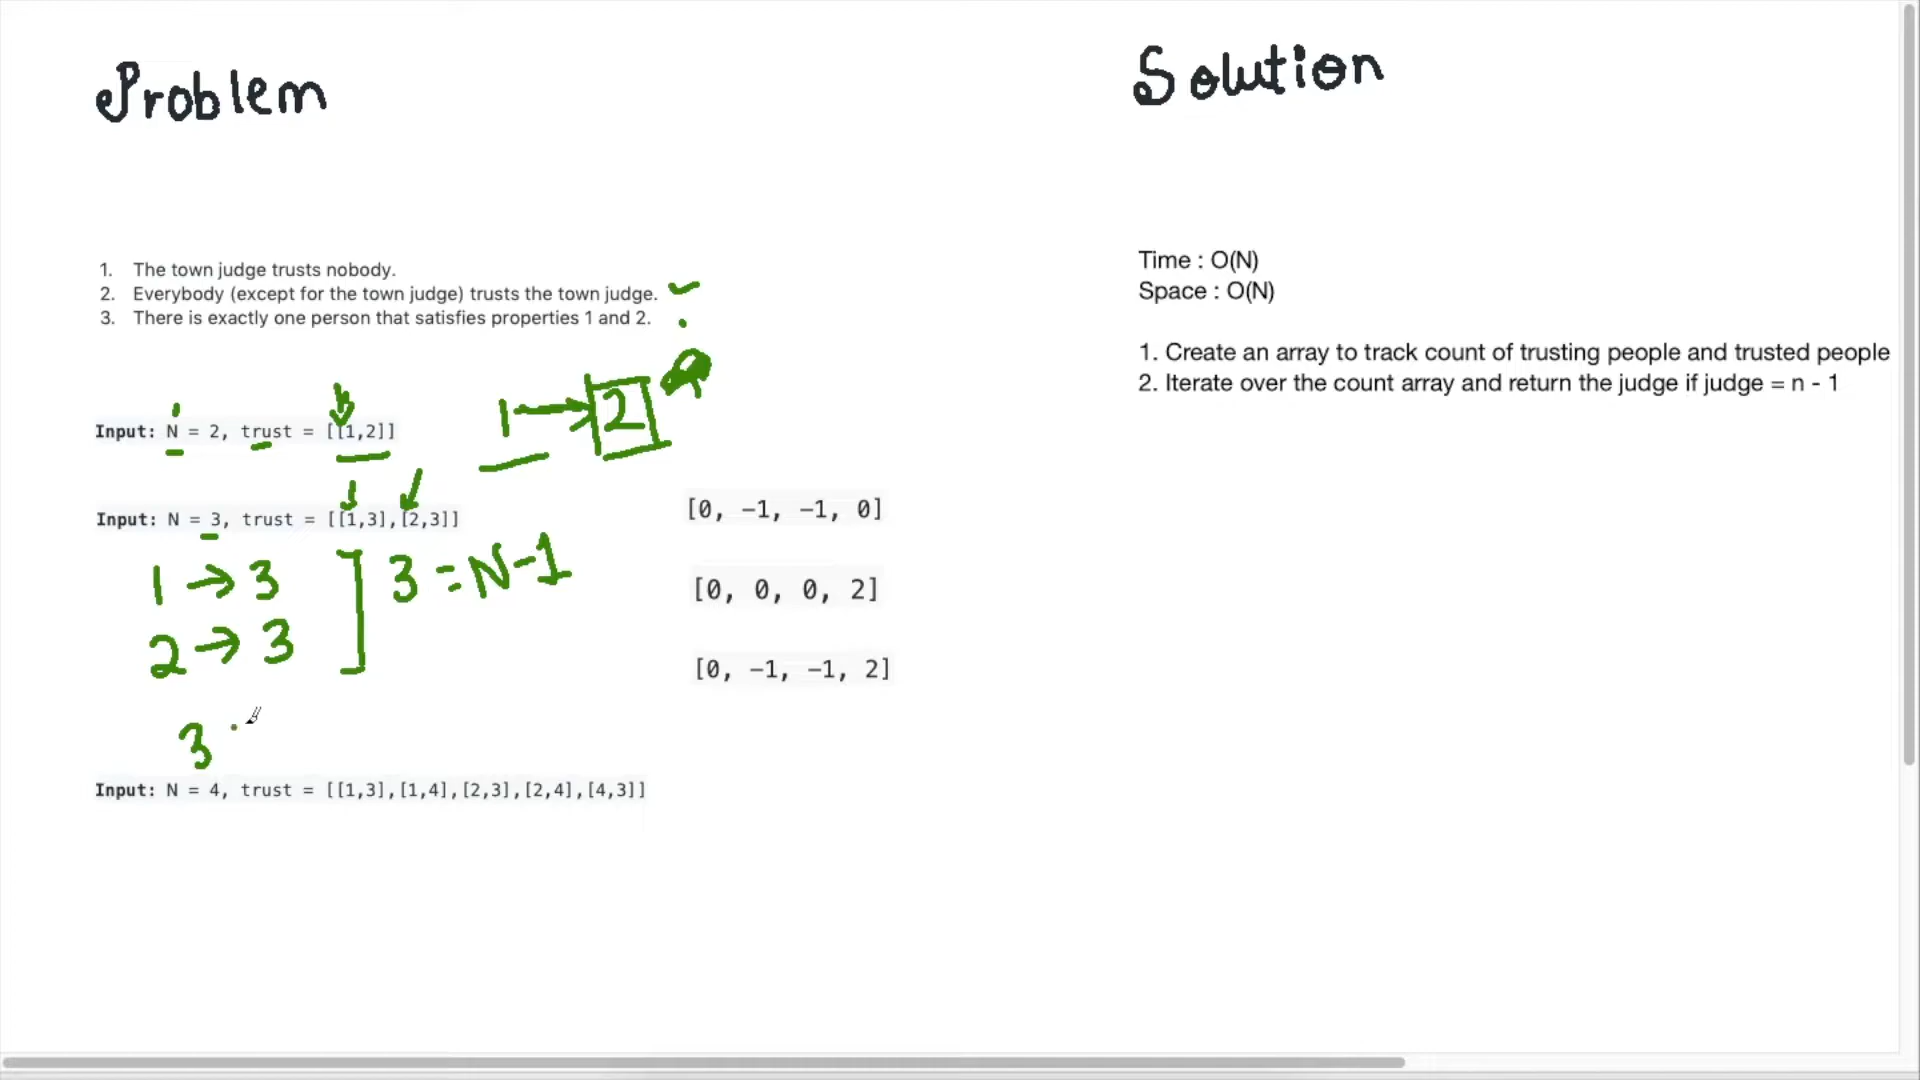 Problem
1. The town judge trusts nobody.
2. Everybody (except for the town judge) trusts the town judge.
3. There is exactly one person that satisfies properties 1 and 2.
Input: N = 2, trust = [[1,2]]
1 → 2
Input: N = 3, trust = [[1,3],[2,3]]
1 → 3
2 → 3
3 = N-1
3
Input: N = 4, trust = [[1,3],[1,4],[2,3],[2,4],[4,3]]
[0, -1, -1, 0]
[0, 0, 0, 2]
[0, -1, -1, 2]
Solution
Time : O(N)
Space : O(N)
1. Create an array to track count of trusting people and trusted people
2. Iterate over the count array and return the judge if judge = n - 1